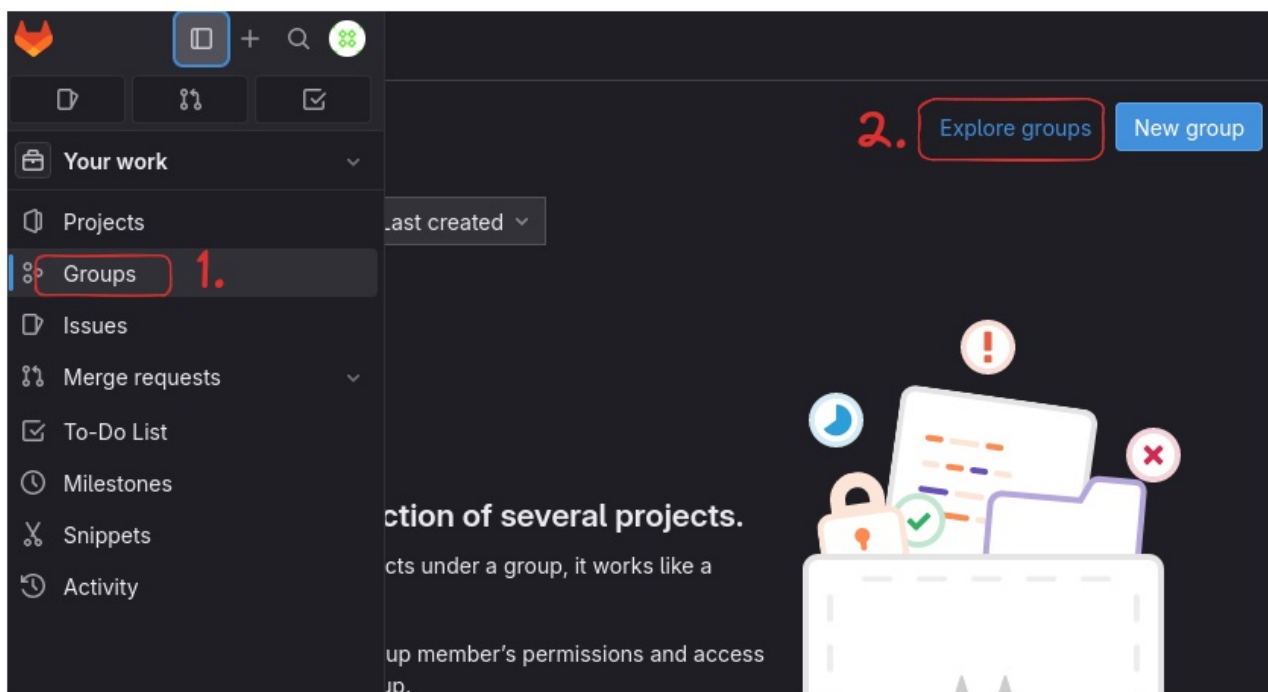 2. Explore groups New group
Your work
Projects
Last created
Groups 1.
Issues
Merge requests
To-Do List
Milestones
ction of several projects.
Snippets
cts under a group, it works like a
Activity
up member's permissions and access
up.